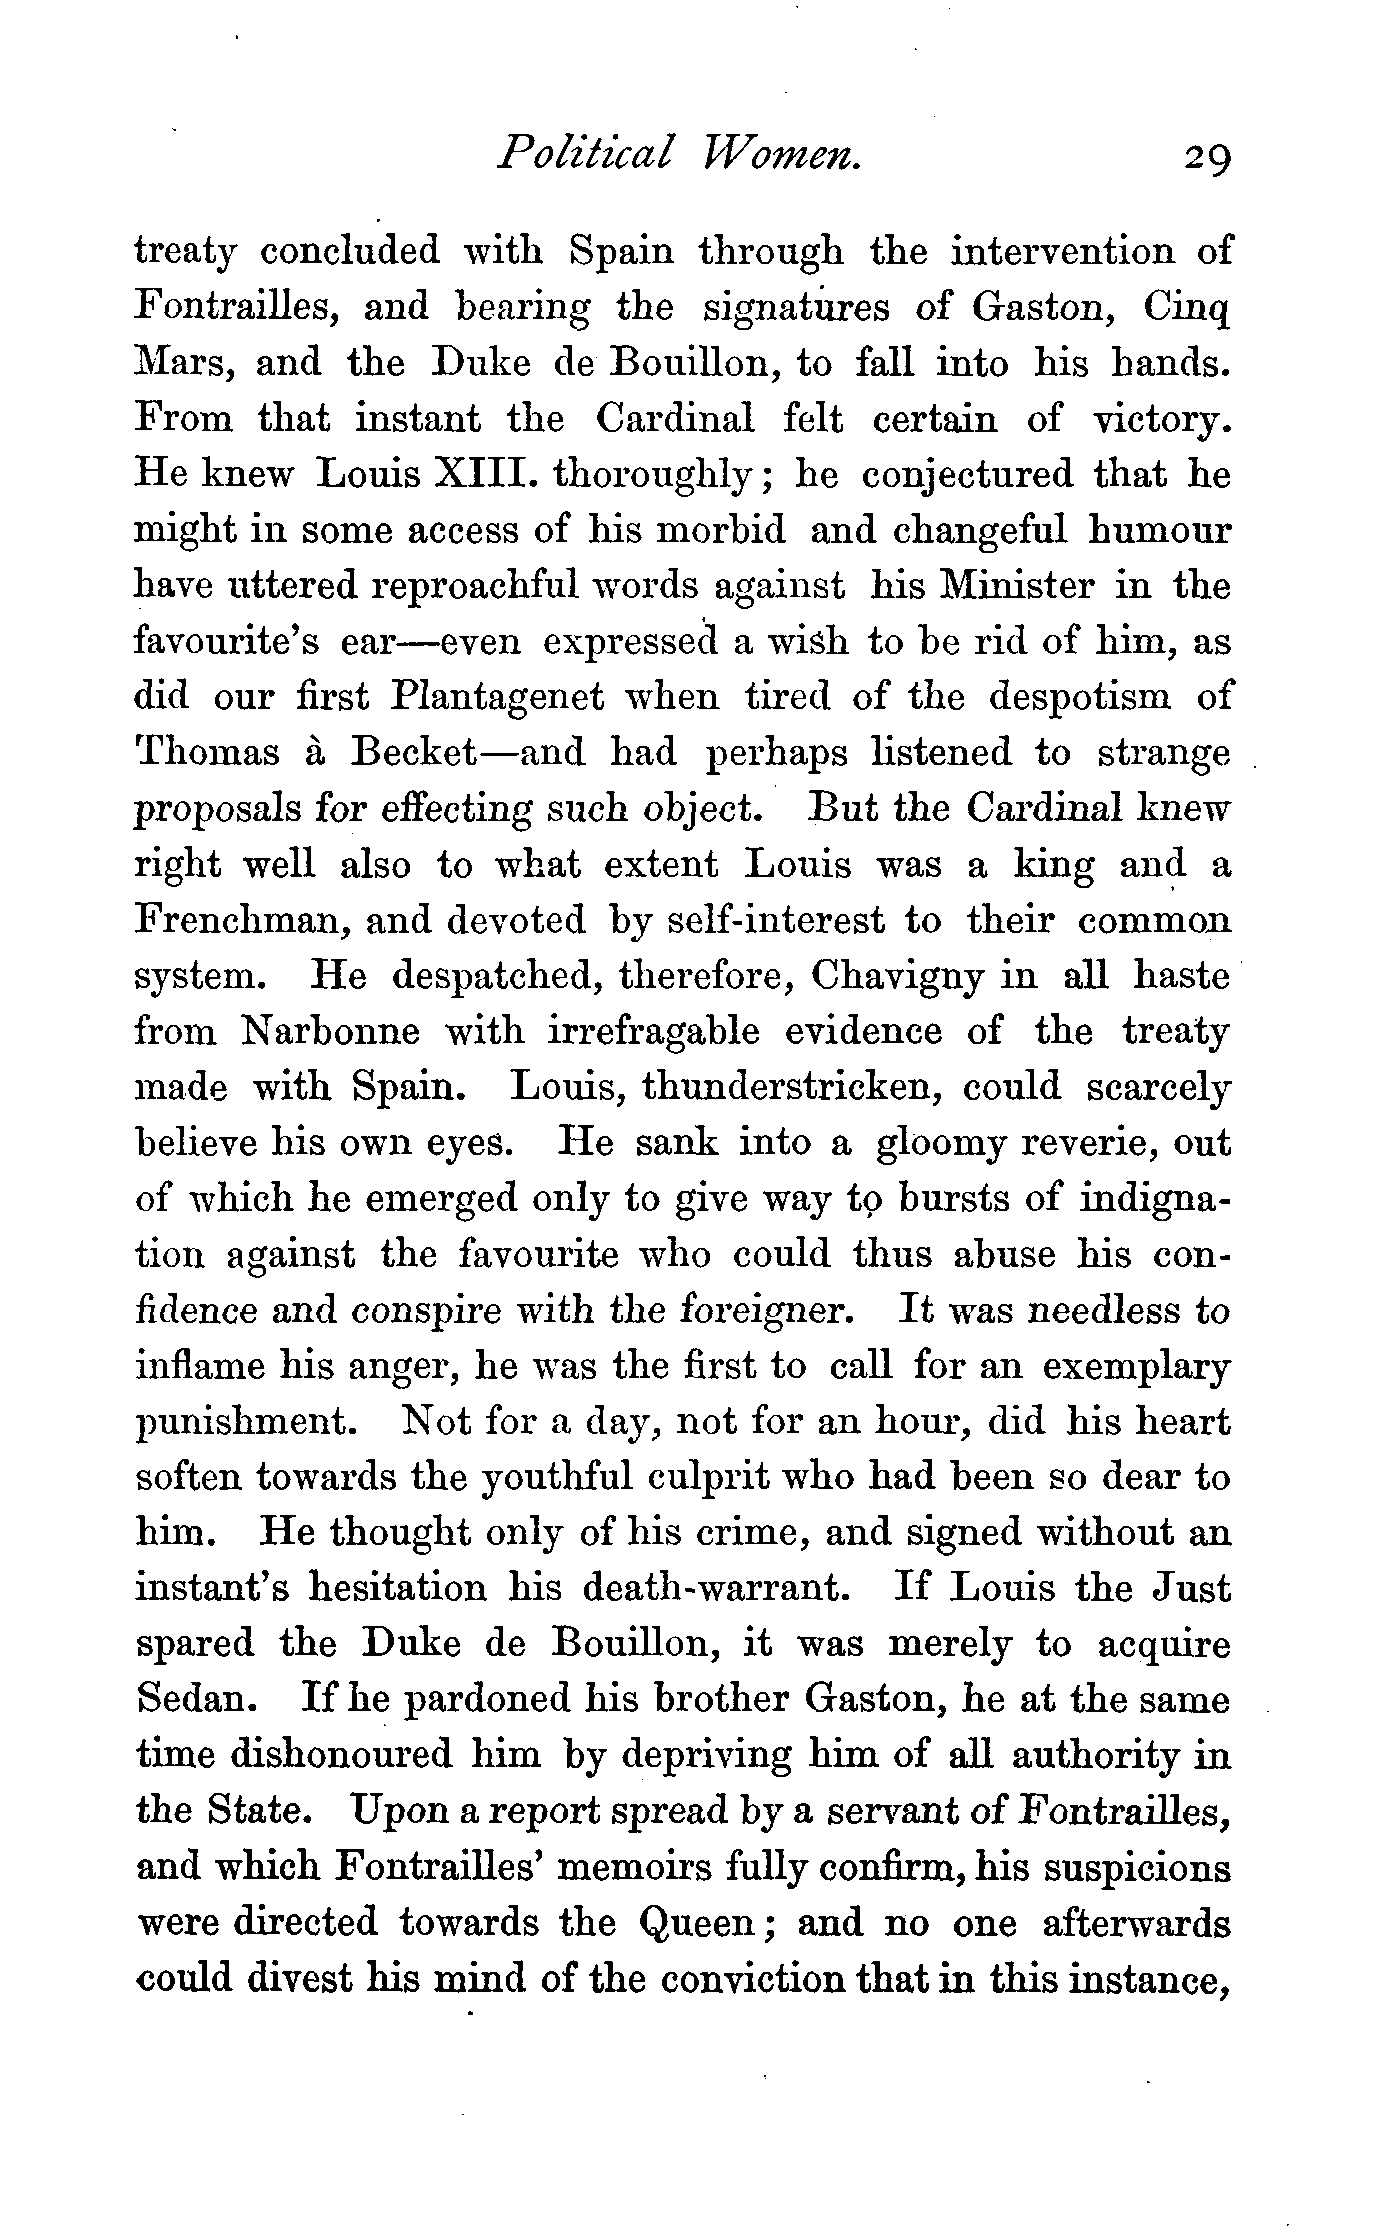 Political Women. 29
treaty concluded with Spain through the intervention of
Fontrailles, and bearing the signatures of Gaston, Cinq
Mars, and the Duke de Bouillon, to fall into his hands.
From that instant the Cardinal felt certain of victory.
He knew Louis XIII. thoroughly; he conjectured that he
might in some access of his morbid and changeful humour
have uttered reproachful words against his Minister in the
favourite's ear—even expressed a wish to be rid of him, as
did our first Plantagenet when tired of the despotism of
Thomas à Becket—and had perhaps listened to strange
proposals for effecting such object. But the Cardinal knew
right well also to what extent Louis was a king and a
Frenchman, and devoted by self-interest to their common
system. He despatched, therefore, Chavigny in all haste
from Narbonne with irrefragable evidence of the treaty
made with Spain. Louis, thunderstricken, could scarcely
believe his own eyes. He sank into a gloomy reverie, out
of which he emerged only to give way to bursts of indigna-
tion against the favourite who could thus abuse his con-
fidence and conspire with the foreigner. It was needless to
inflame his anger, he was the first to call for an exemplary
punishment. Not for a day, not for an hour, did his heart
soften towards the youthful culprit who had been so dear to
him. He thought only of his crime, and signed without an
instant's hesitation his death-warrant. If Louis the Just
spared the Duke de Bouillon, it was merely to acquire
Sedan. If he pardoned his brother Gaston, he at the same
time dishonoured him by depriving him of all authority in
the State. Upon a report spread by a servant of Fontrailles,
and which Fontrailles' memoirs fully confirm, his suspicions
were directed towards the Queen; and no one afterwards
could divest his mind of the conviction that in this instance,